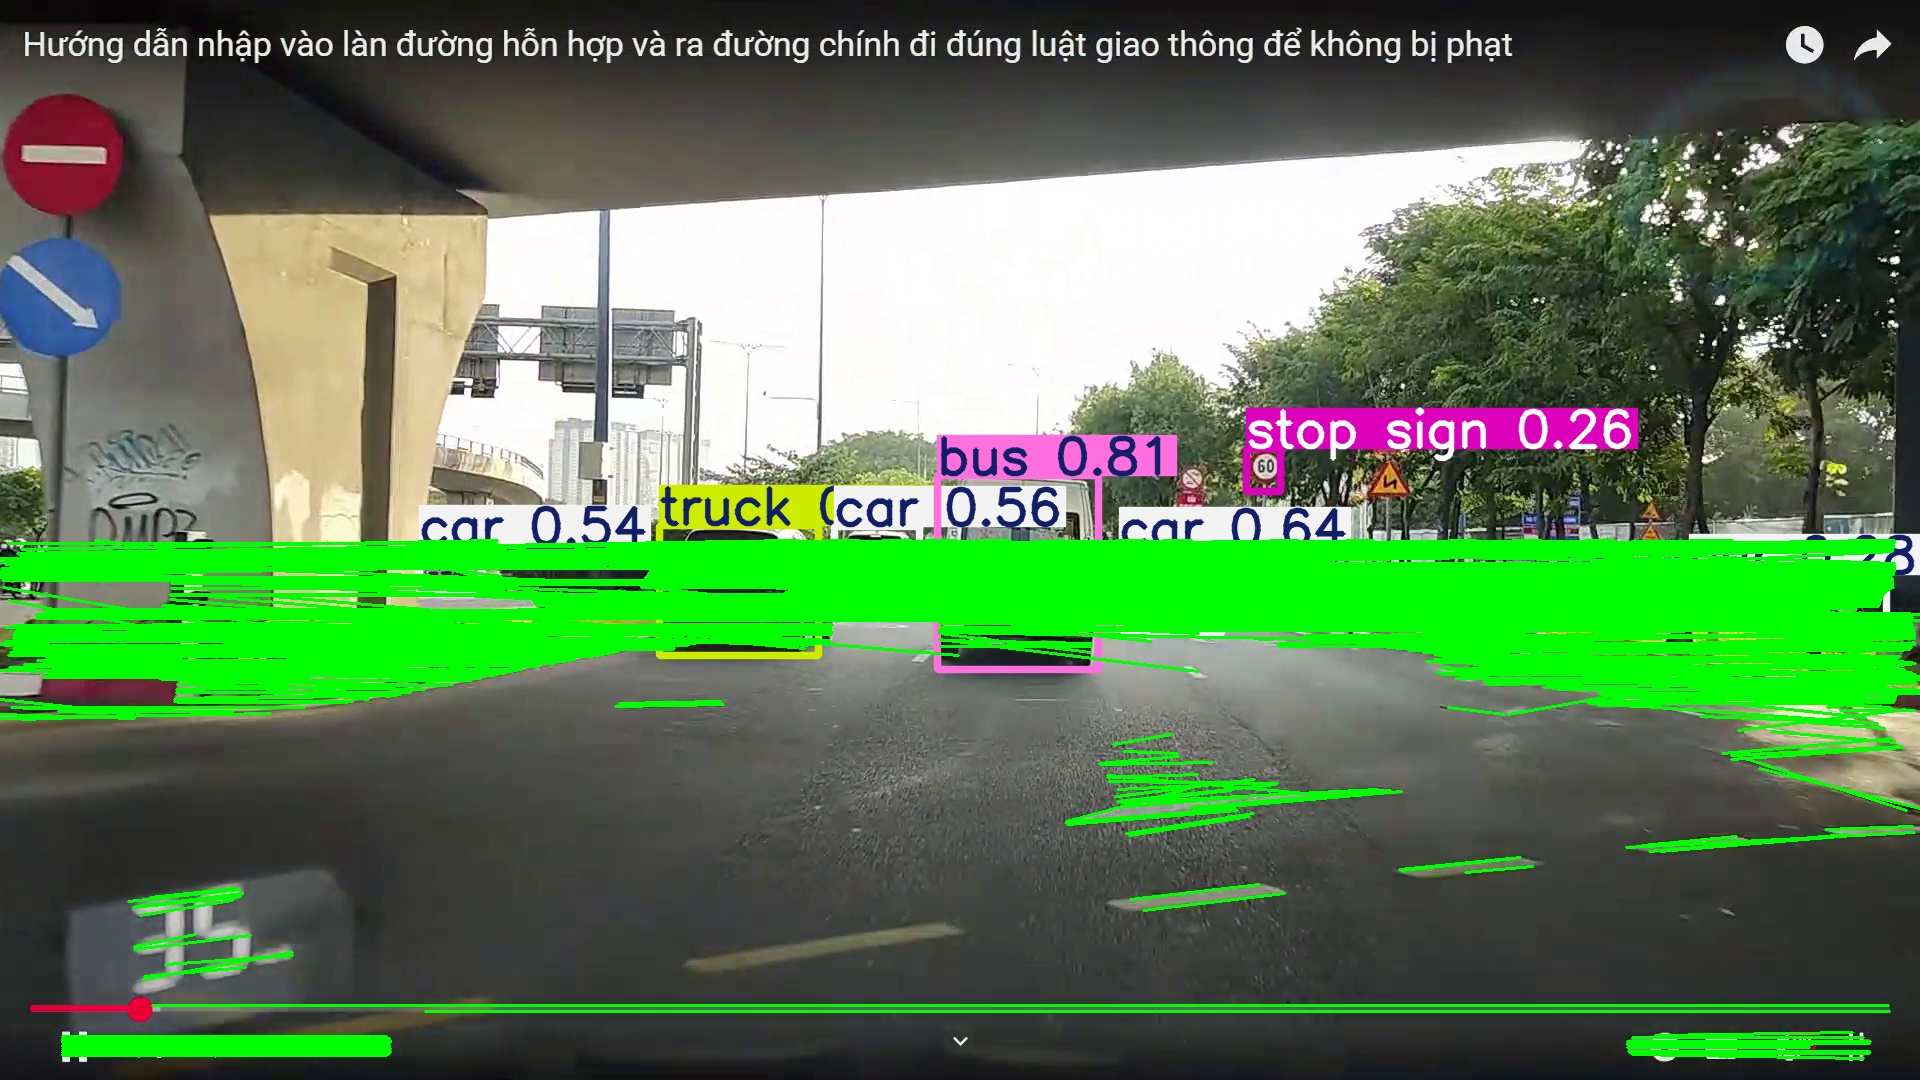 Hướng dẫn nhập vào làn đường hỗn hợp và ra đường chính đi đúng luật giao thông để không bị phạt
stop sign 0.26
bus 0.81
60
truck
car 0.56
car 0.54
car 0.64
35